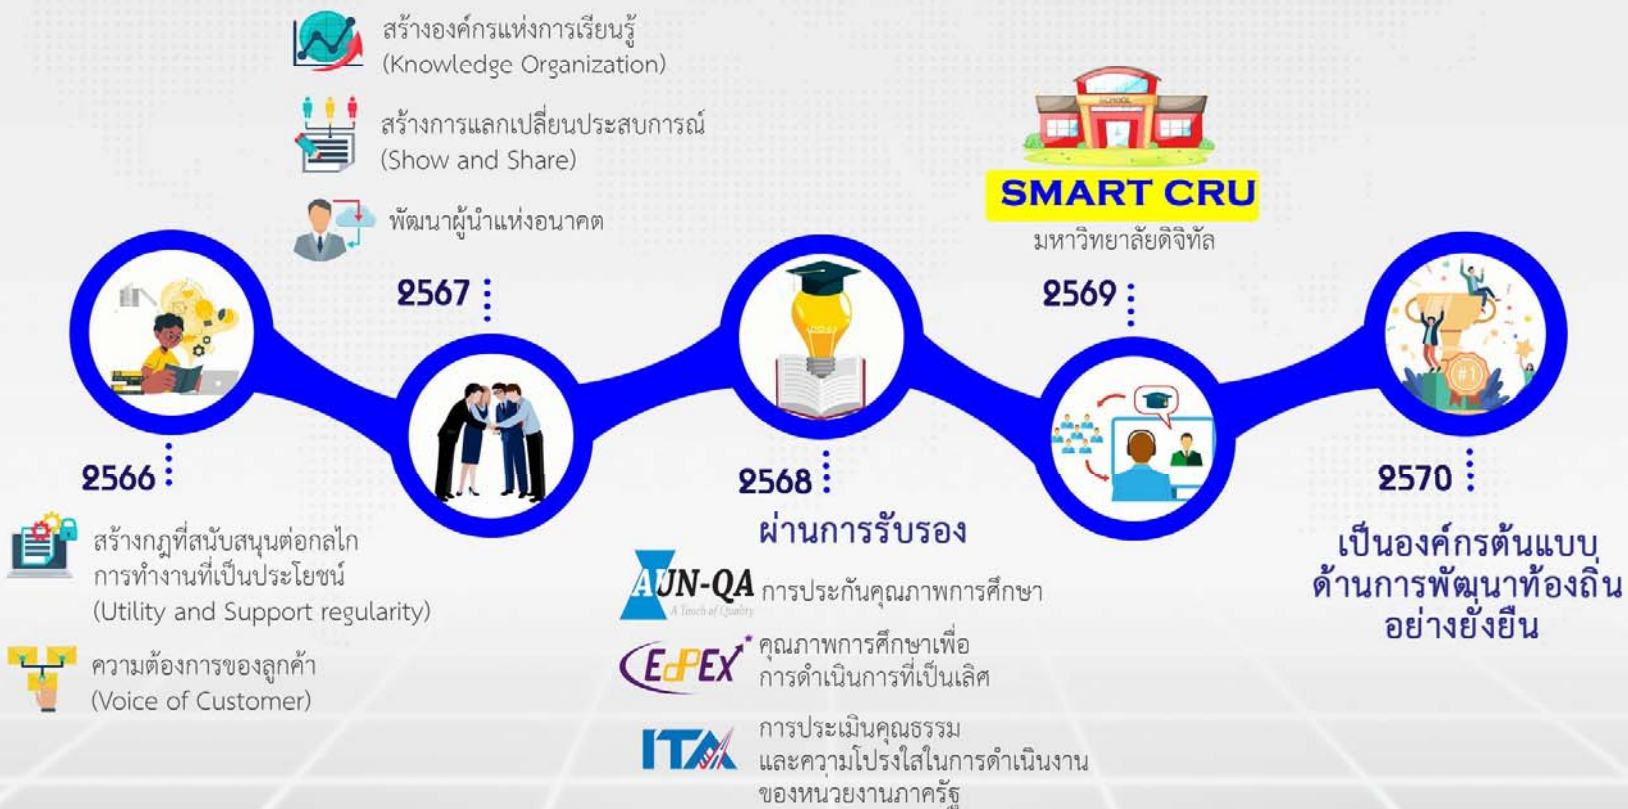 สร้างองค์กรแห่งการเรียนรู้
(Knowledge Organization)
สร้างการแลกเปลี่ยนประสบการณ์
(Show and Share)
พัฒนาผู้นำแห่งอนาคต
2567
SCHOOL
SMART CRU
มหาวิทยาลัยดิจิทัล
2569
2566
สร้างกฎที่สนับสนุนต่อกลไก
การทำงานที่เป็นประโยชน์
(Utility and Support regularity)
ความต้องการของลูกค้า
(Voice of Customer)
2568
ผ่านการรับรอง
AUN-QA
A Touch of Quality
การประกันคุณภาพการศึกษา
EdPEx
คุณภาพการศึกษาเพื่อ
การดำเนินการที่เป็นเลิศ
ITA
การประเมินคุณธรรม
และความโปร่งใสในการดำเนินงาน
ของหน่วยงานภาครัฐ
#1
2570
เป็นองค์กรต้นแบบ
ด้านการพัฒนาท้องถิ่น
อย่างยั่งยืน